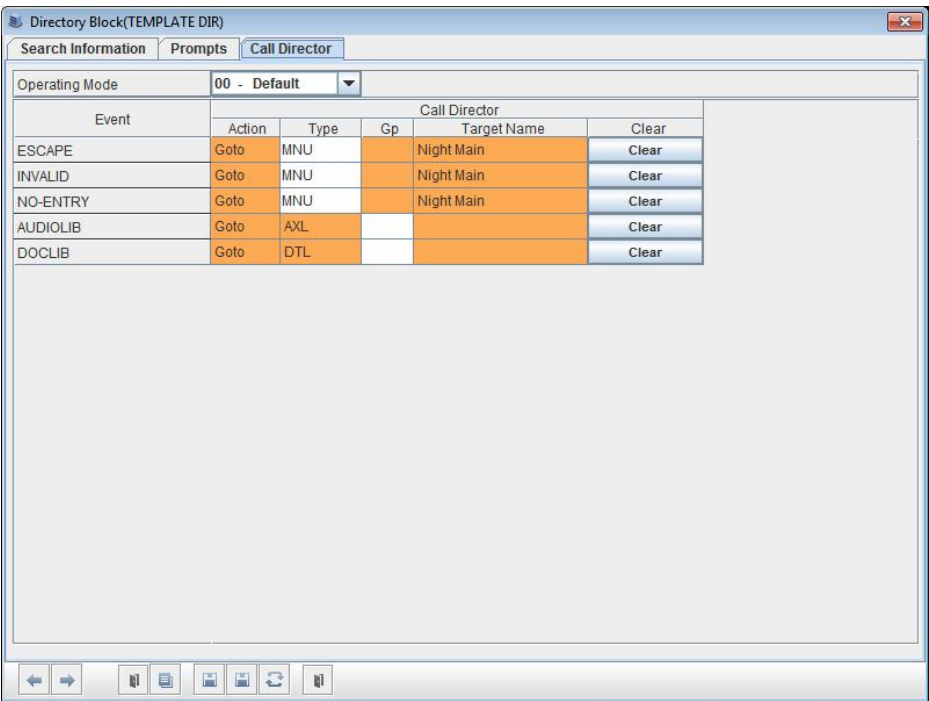 Directory Block(TEMPLATE DIR)
Search Information Prompts Call Director
Operating Mode 00 - Default
Event Call Director
Action Type Gp Target Name Clear
ESCAPE Goto MNU Night Main Clear
INVALID Goto MNU Night Main Clear
NO-ENTRY Goto MNU Night Main Clear
AUDIOLIB Goto AXL Clear
DOCLIB Goto DTL Clear